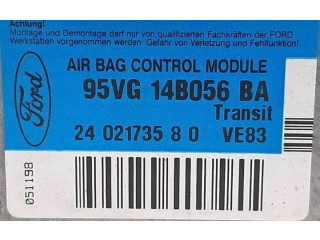 Achtung!
Montage und Demontage darf nur von qualifizierten Fachkräften der FORD
Werkstätten vorgenommen werden. Gefahr von Verletzung und Fehlfunktion!
AIR BAG CONTROL MODULE
Ford
95VG 14B056 BA
Transit
24 021735 8 0 VE83
051198